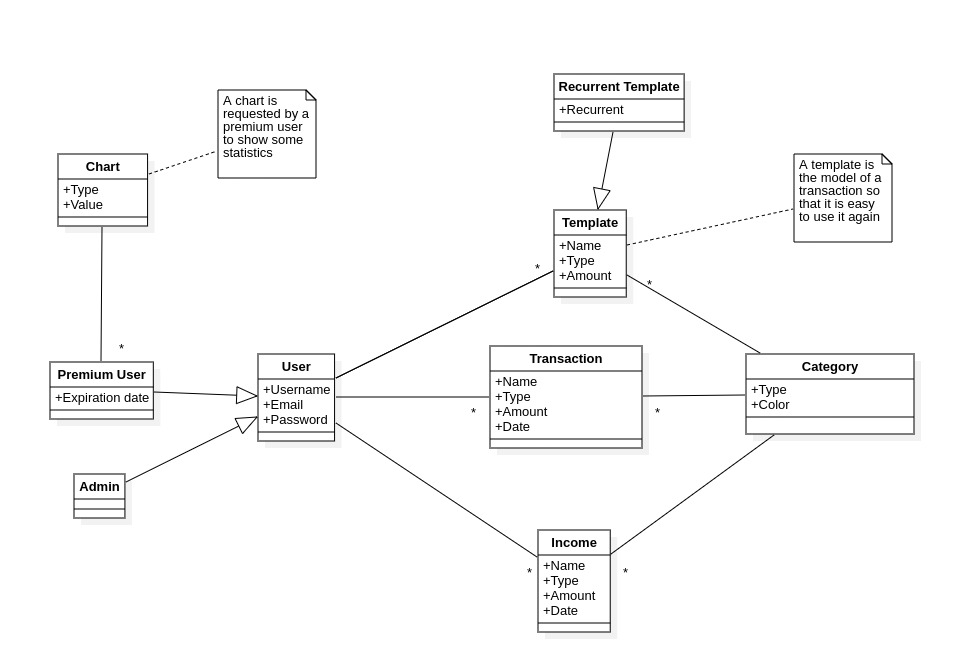 Recurrent Template
+Recurrent
A chart is
requested by a
premium user
to show some
statistics
Chart
+Type
+Value
A template is
the model of a
transaction so
that it is easy
to use it again
Template
+Name
+Type
+Amount
*
*
*
Premium User
+Expiration date
User
+Username
+Email
+Password
Transaction
+Name
+Type
+Amount
+Date
*
*
Category
+Type
+Color
Admin
Income
+Name
+Type
+Amount
+Date
*
*